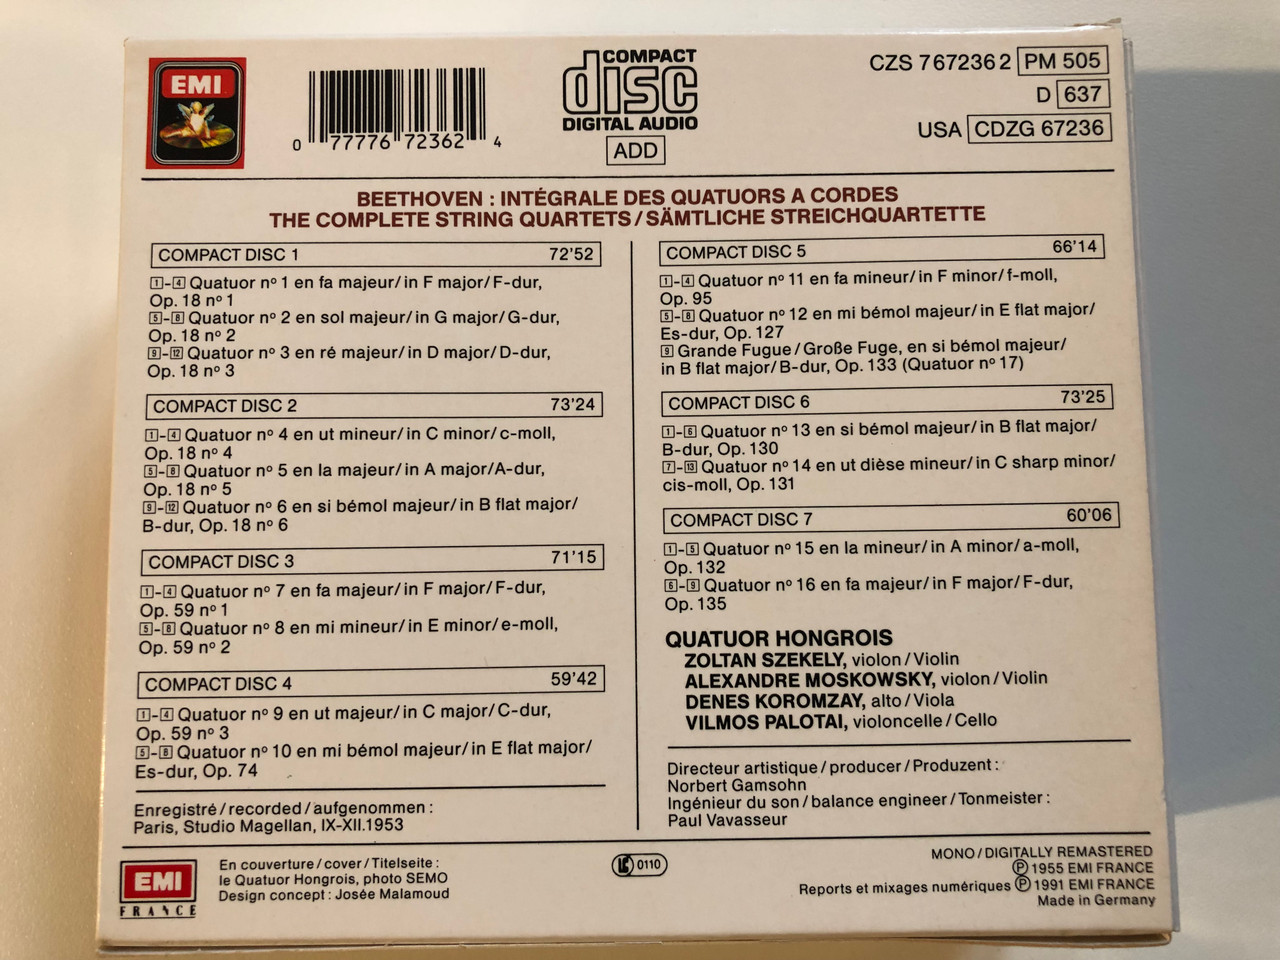 EMI
0 77776 72362 4
COMPACT
disc
DIGITAL AUDIO
ADD
CZS 7 67236 2 PM 505
D 637
USA CDZG 67236
BEETHOVEN : INTÉGRALE DES QUATUORS A CORDES
THE COMPLETE STRING QUARTETS / SÄMTLICHE STREICHQUARTETTE
COMPACT DISC 1 72'52
1-4 Quatuor nº 1 en fa majeur/ in F major/ F-dur,
Op. 18 nº 1
5-8 Quatuor nº 2 en sol majeur/ in G major/ G-dur,
Op. 18 nº 2
9-12 Quatuor nº 3 en ré majeur/ in D major/ D-dur,
Op. 18 nº 3
COMPACT DISC 2 73'24
1-4 Quatuor nº 4 en ut mineur/ in C minor/ c-moll,
Op. 18 nº 4
5-8 Quatuor nº 5 en la majeur/ in A major/ A-dur,
Op. 18 nº 5
9-12 Quatuor nº 6 en si bémol majeur/ in B flat major/
B-dur, Op. 18 nº 6
COMPACT DISC 3 71'15
1-4 Quatuor nº 7 en fa majeur/ in F major/ F-dur,
Op. 59 nº 1
5-8 Quatuor nº 8 en mi mineur/ in E minor/ e-moll,
Op. 59 nº 2
COMPACT DISC 4 59'42
1-4 Quatuor nº 9 en ut majeur/ in C major/ C-dur,
Op. 59 nº 3
5-8 Quatuor nº 10 en mi bémol majeur/ in E flat major/
Es-dur, Op. 74
Enregistré / recorded / aufgenommen :
Paris, Studio Magellan, IX-XII.1953
COMPACT DISC 5 66'14
1-4 Quatuor nº 11 en fa mineur/ in F minor/ f-moll,
Op. 95
5-8 Quatuor nº 12 en mi bémol majeur/ in E flat major/
Es-dur, Op. 127
9 Grande Fugue / Große Fuge, en si bémol majeur/
in B flat major/ B-dur, Op. 133 (Quatuor nº 17)
COMPACT DISC 6 73'25
1-6 Quatuor nº 13 en si bémol majeur/ in B flat major/
B-dur, Op. 130
7-13 Quatuor nº 14 en ut dièse mineur/ in C sharp minor/
cis-moll, Op. 131
COMPACT DISC 7 60'06
1-5 Quatuor nº 15 en la mineur/ in A minor/ a-moll,
Op. 132
6-9 Quatuor nº 16 en fa majeur/ in F major/ F-dur,
Op. 135
QUATUOR HONGROIS
ZOLTAN SZEKELY, violon / Violin
ALEXANDRE MOSKOWSKY, violon / Violin
DENES KOROMZAY, alto / Viola
VILMOS PALOTAI, violoncelle / Cello
Directeur artistique / producer / Produzent :
Norbert Gamsohn
Ingénieur du son / balance engineer / Tonmeister :
Paul Vavasseur
EMI
FRANCE
En couverture / cover / Titelseite :
le Quatuor Hongrois, photo SEMO
Design concept : Josée Malamoud
LC 0110
MONO / DIGITALLY REMASTERED
Ⓟ 1955 EMI FRANCE
Reports et mixages numériques Ⓟ 1991 EMI FRANCE
Made in Germany